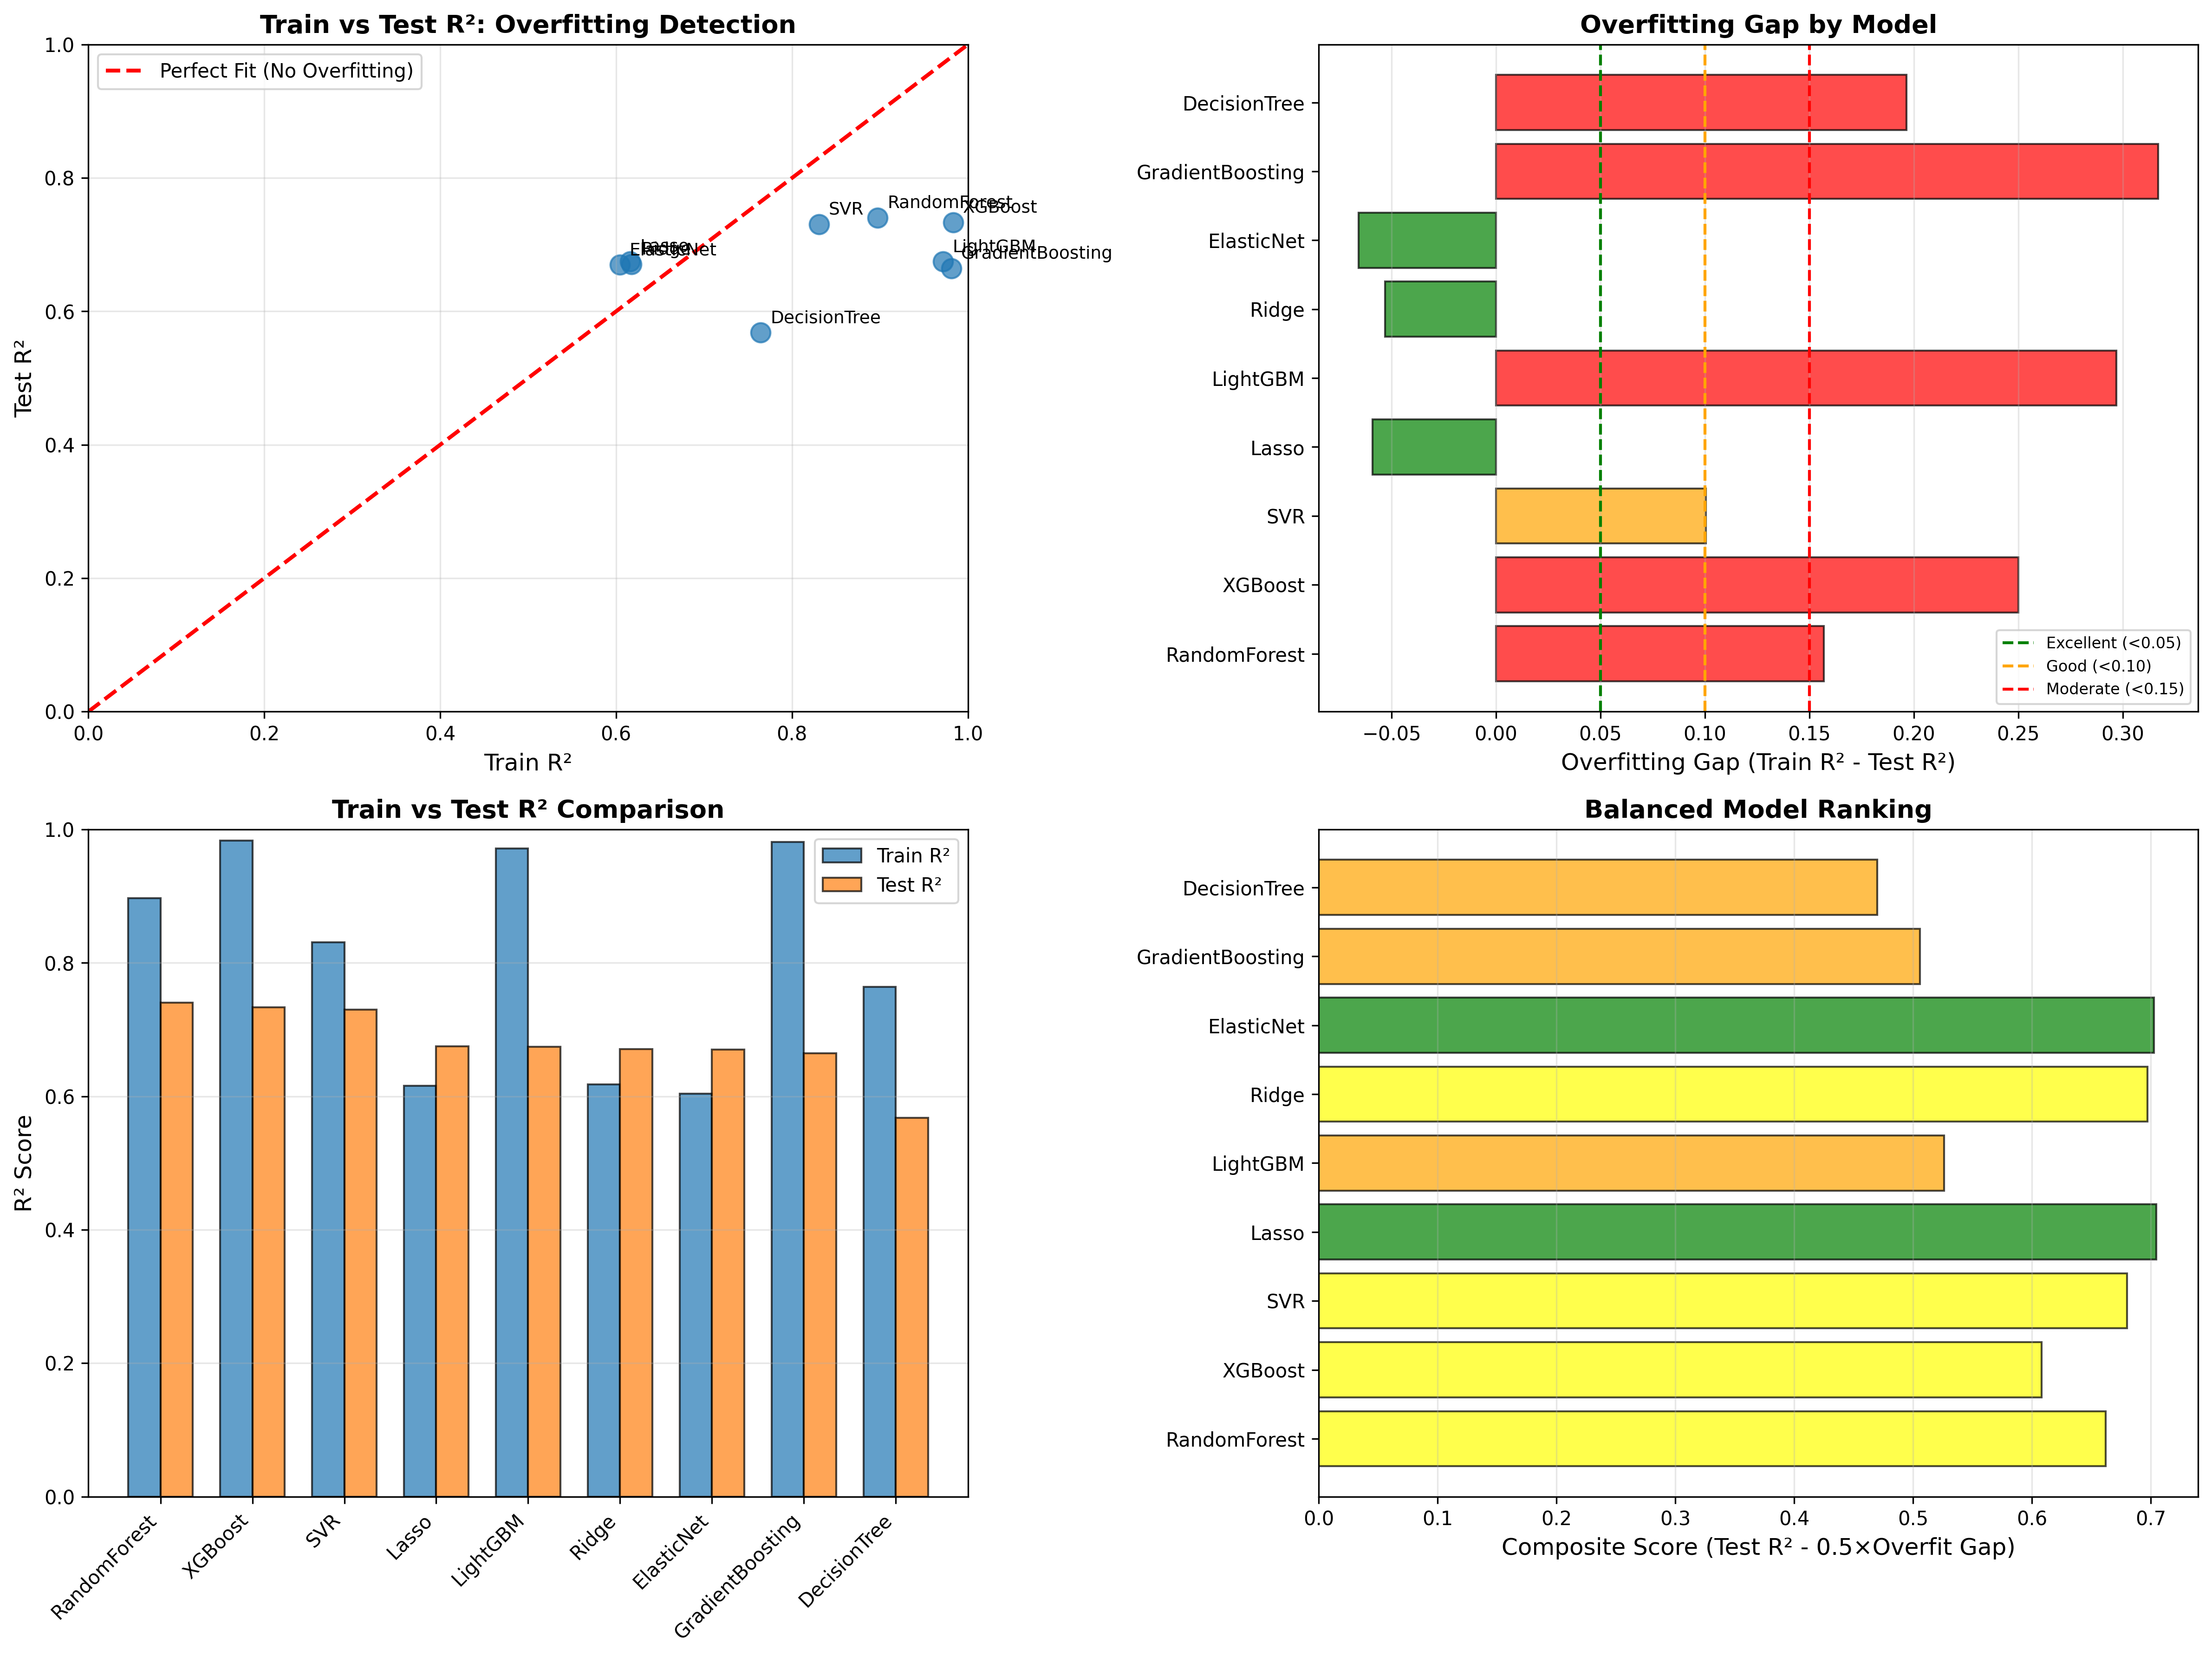 Train vs Test R²: Overfitting Detection
Perfect Fit (No Overfitting)
Test R²
1.0
0.8
0.6
0.4
0.2
0.0
SVR
RandomForest
XGBoost
Lasso
Ridge
ElasticNet
LightGBM
GradientBoosting
DecisionTree
0.0 0.2 0.4 0.6 0.8 1.0
Train R²
Overfitting Gap by Model
DecisionTree
GradientBoosting
ElasticNet
Ridge
LightGBM
Lasso
SVR
XGBoost
RandomForest
Excellent (<0.05)
Good (<0.10)
Moderate (<0.15)
−0.05 0.00 0.05 0.10 0.15 0.20 0.25 0.30
Overfitting Gap (Train R² - Test R²)
Train vs Test R² Comparison
Train R²
Test R²
R² Score
1.0
0.8
0.6
0.4
0.2
0.0
RandomForest
XGBoost
SVR
Lasso
LightGBM
Ridge
ElasticNet
GradientBoosting
DecisionTree
Balanced Model Ranking
DecisionTree
GradientBoosting
ElasticNet
Ridge
LightGBM
Lasso
SVR
XGBoost
RandomForest
0.0 0.1 0.2 0.3 0.4 0.5 0.6 0.7
Composite Score (Test R² - 0.5×Overfit Gap)